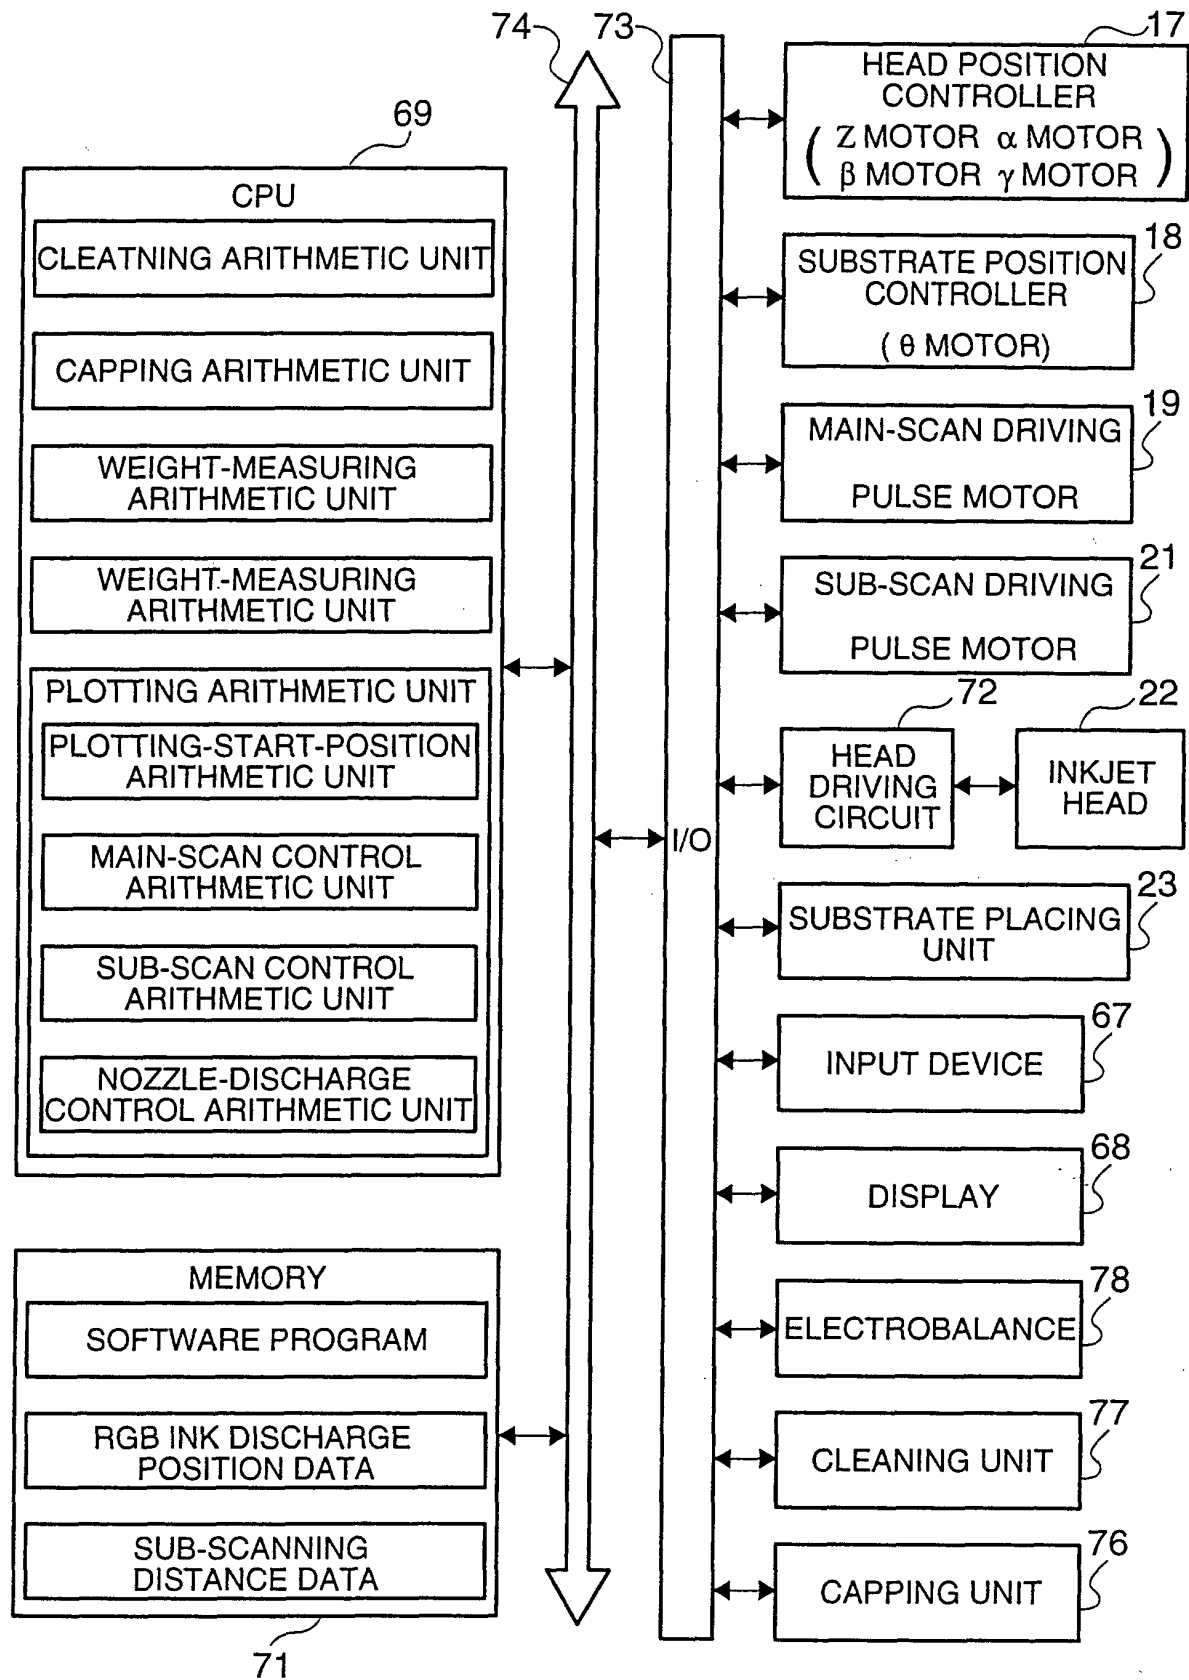 74
73
17
HEAD POSITION
CONTROLLER
( Z MOTOR α MOTOR
β MOTOR γ MOTOR )
69
CPU
CLEATNING ARITHMETIC UNIT
CAPPING ARITHMETIC UNIT
WEIGHT-MEASURING
ARITHMETIC UNIT
WEIGHT-MEASURING
ARITHMETIC UNIT
PLOTTING ARITHMETIC UNIT
PLOTTING-START-POSITION
ARITHMETIC UNIT
MAIN-SCAN CONTROL
ARITHMETIC UNIT
SUB-SCAN CONTROL
ARITHMETIC UNIT
NOZZLE-DISCHARGE
CONTROL ARITHMETIC UNIT
MEMORY
SOFTWARE PROGRAM
RGB INK DISCHARGE
POSITION DATA
SUB-SCANNING
DISTANCE DATA
71
I/O
18
SUBSTRATE POSITION
CONTROLLER
( θ MOTOR)
19
MAIN-SCAN DRIVING
PULSE MOTOR
21
SUB-SCAN DRIVING
PULSE MOTOR
72
HEAD
DRIVING
CIRCUIT
22
INKJET
HEAD
23
SUBSTRATE PLACING
UNIT
67
INPUT DEVICE
68
DISPLAY
78
ELECTROBALANCE
77
CLEANING UNIT
76
CAPPING UNIT